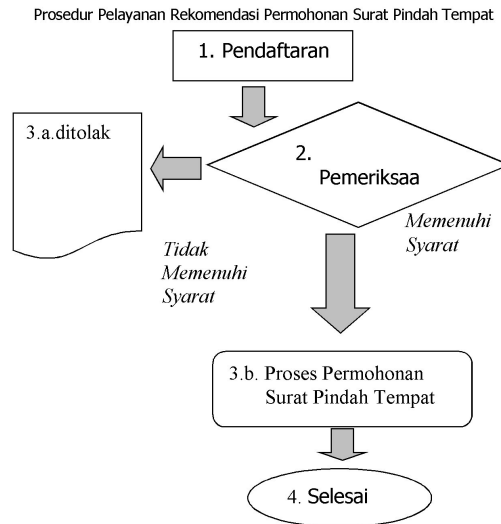 Prosedur Pelayanan Rekomendasi Permohonan Surat Pindah Tempat
1. Pendaftaran
3.a.ditolak
2.
Pemeriksaa
Memenuhi
Syarat
Tidak
Memenuhi
Syarat
3.b. Proses Permohonan
Surat Pindah Tempat
4. Selesai